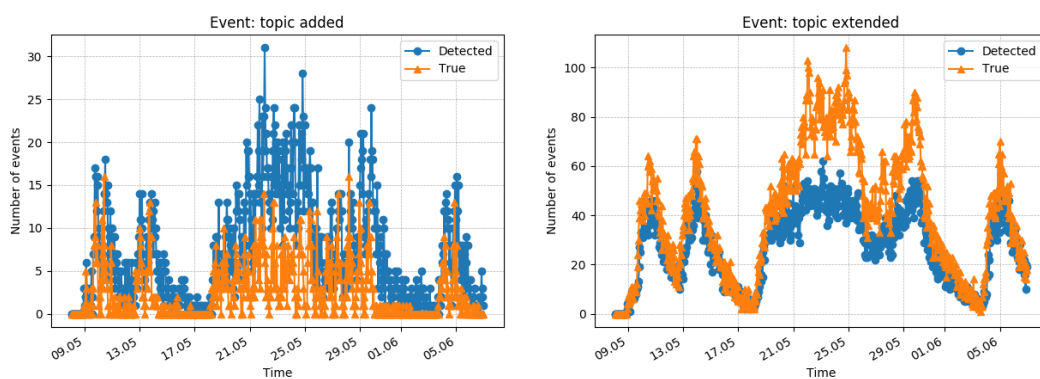 Event: topic added
Detected
True
Number of events
30
25
20
15
10
5
0
09.05
13.05
17.05
21.05
25.05
29.05
01.06
05.06
Time
Event: topic extended
Detected
True
Number of events
100
80
60
40
20
0
09.05
13.05
17.05
21.05
25.05
29.05
01.06
05.06
Time